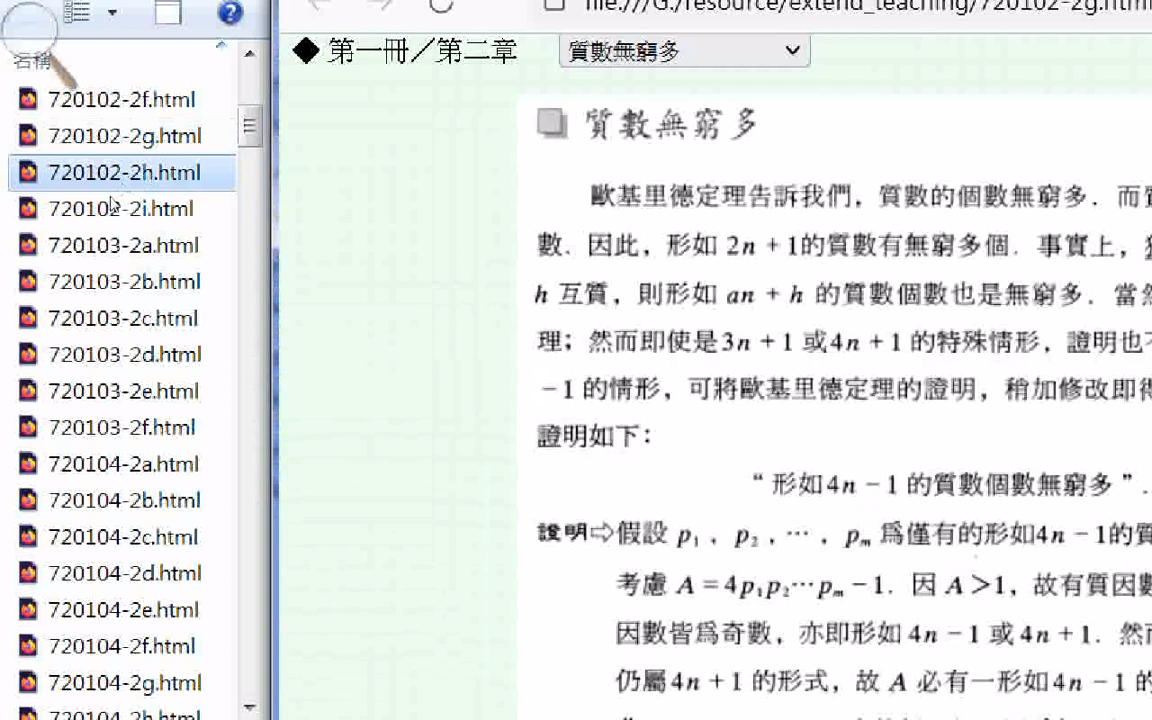 名稱
720102-2f.html
720102-2g.html
720102-2h.html
720102-2i.html
720103-2a.html
720103-2b.html
720103-2c.html
720103-2d.html
720103-2e.html
720103-2f.html
720104-2a.html
720104-2b.html
720104-2c.html
720104-2d.html
720104-2e.html
720104-2f.html
720104-2g.html
720104-2h.html
file:///G:/resource/extend_teaching/720102-2g.html
◆ 第一冊／第二章 質數無窮多
質數無窮多
歐基里德定理告訴我們，質數的個數無窮多．而
數．因此，形如 2n + 1的質數有無窮多個．事實上，
h 互質，則形如 an + h 的質數個數也是無窮多．當
理；然而即使是3n + 1 或4n + 1 的特殊情形，證明也
－1 的情形，可將歐基里德定理的證明，稍加修改即得
證明如下：
“形如4n － 1 的質數個數無窮多”．
證明⇨假設 p₁，p₂，⋯，pₘ 爲僅有的形如4n － 1的
考慮 A = 4p₁p₂⋯pₘ － 1．因 A > 1，故有質因
因數皆爲奇數，亦即形如 4n － 1 或 4n + 1．然
仍屬4n + 1 的形式，故 A 必有一形如4n － 1 的